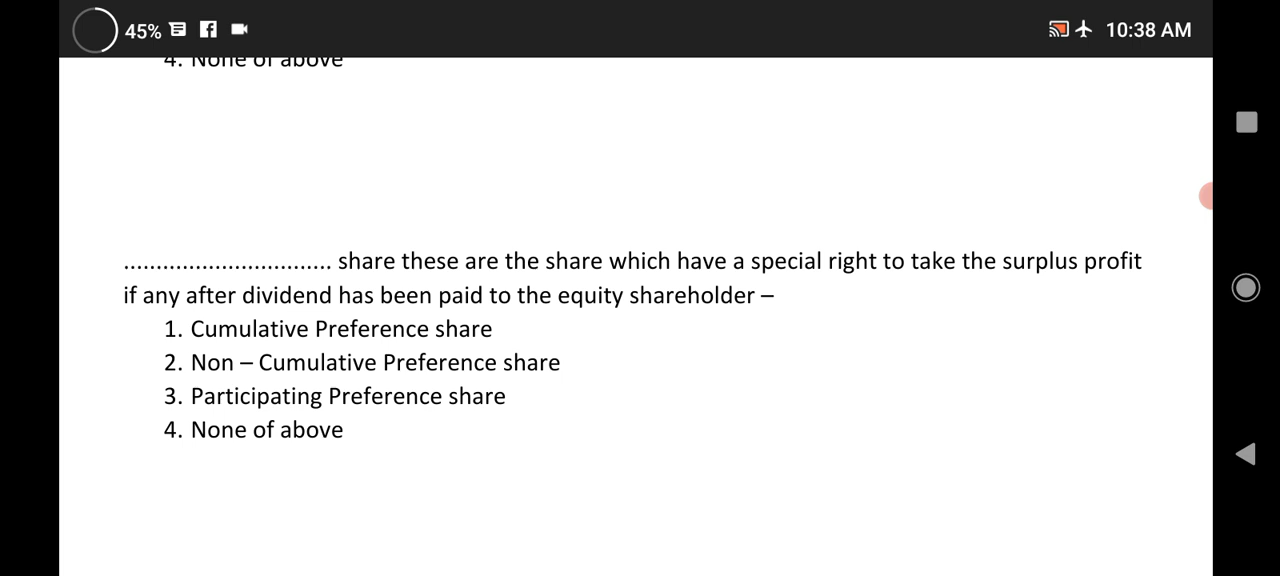 45% 10:38 AM
4. None of above
................................ share these are the share which have a special right to take the surplus profit
if any after dividend has been paid to the equity shareholder –
1. Cumulative Preference share
2. Non – Cumulative Preference share
3. Participating Preference share
4. None of above